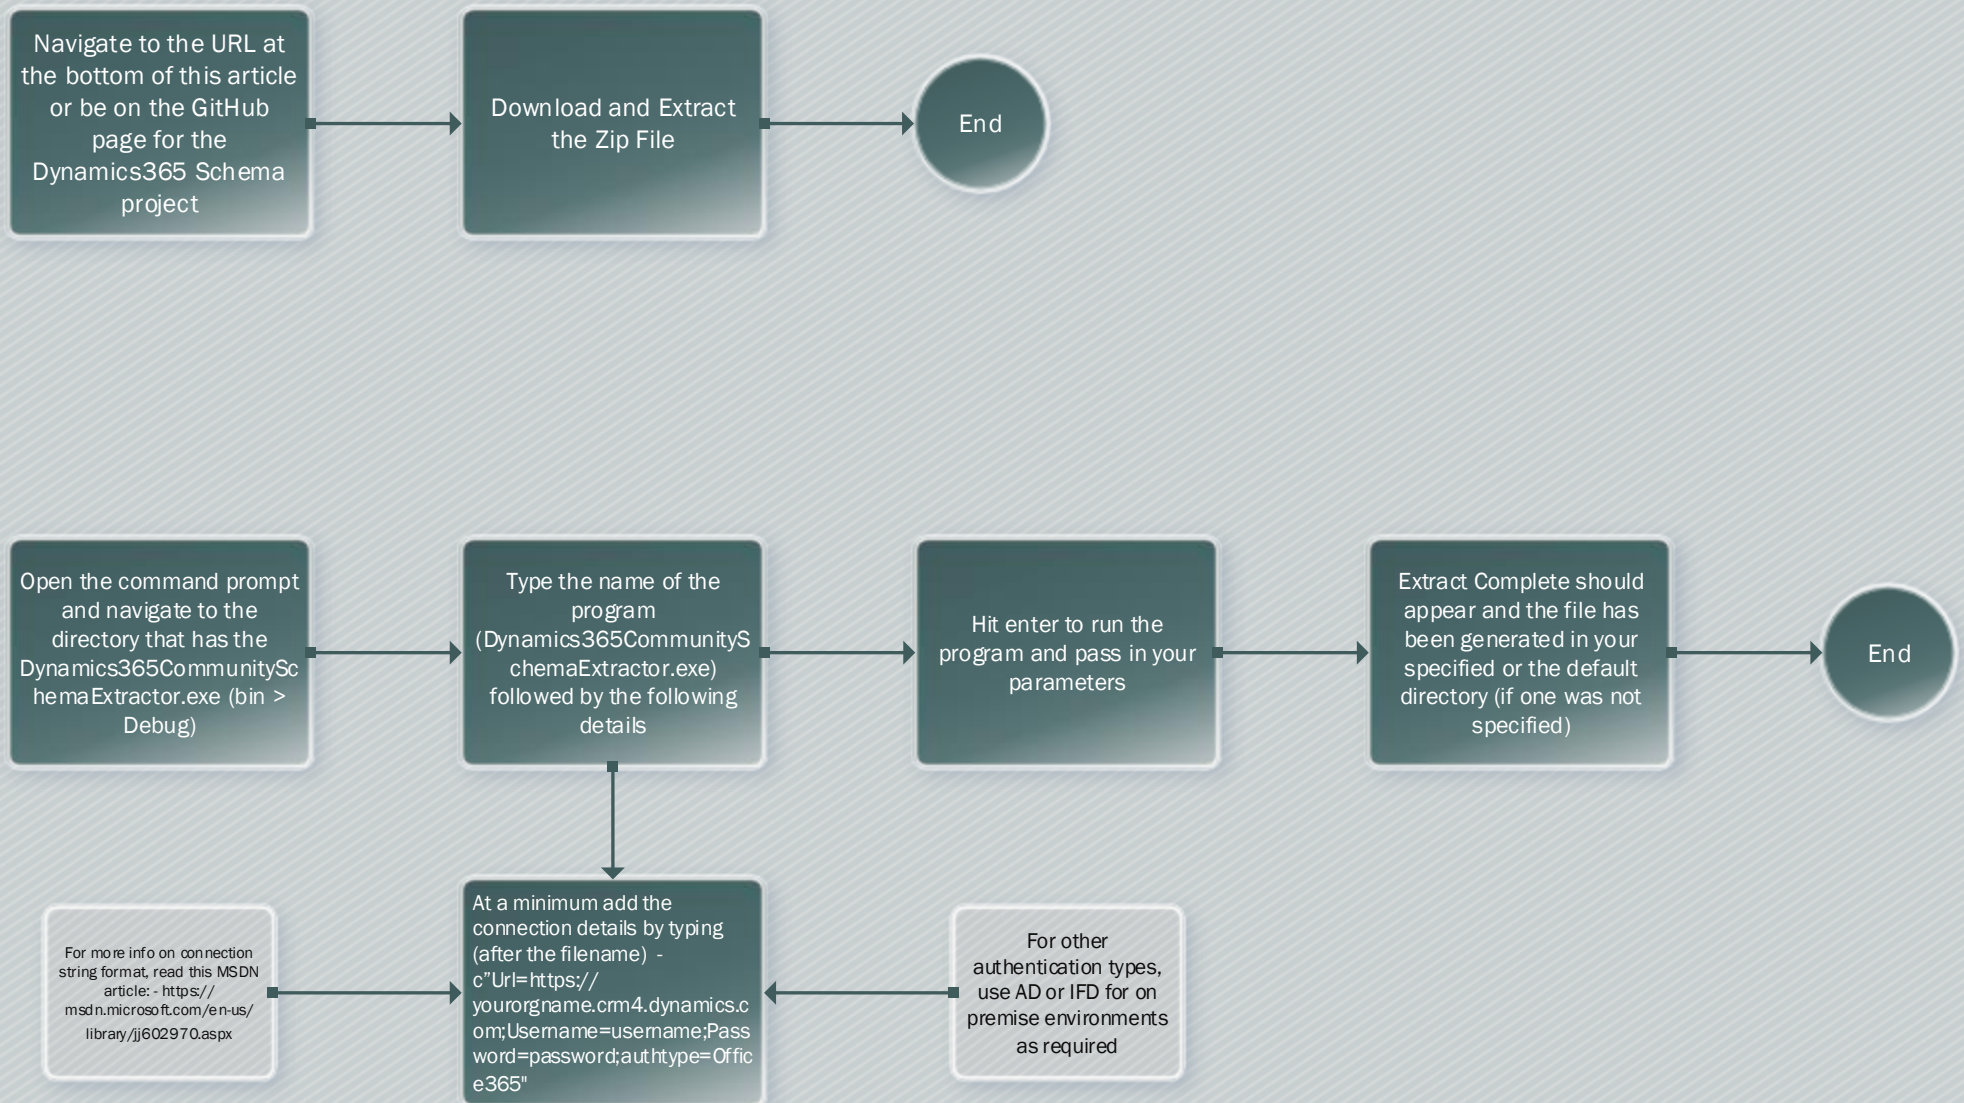 Navigate to the URL at
the bottom of this article
or be on the GitHub
page for the
Dynamics365 Schema
project
Download and Extract
the Zip File
End
Open the command prompt
and navigate to the
directory that has the
Dynamics365CommunitySc
hemaExtractor.exe (bin >
Debug)
Type the name of the
program
(Dynamics365CommunityS
chemaExtractor.exe)
followed by the following
details
Hit enter to run the
program and pass in your
parameters
Extract Complete should
appear and the file has
been generated in your
specified or the default
directory (if one was not
specified)
End
For more info on connection
string format, read this MSDN
article: - https://
msdn.microsoft.com/en-us/
library/jj602970.aspx
At a minimum add the
connection details by typing
(after the filename)  -
c”Url=https://
yourorgname.crm4.dynamics.c
om;Username=username;Pass
word=password;authtype=Offic
e365"
For other
authentication types,
use AD or IFD for on
premise environments
as required